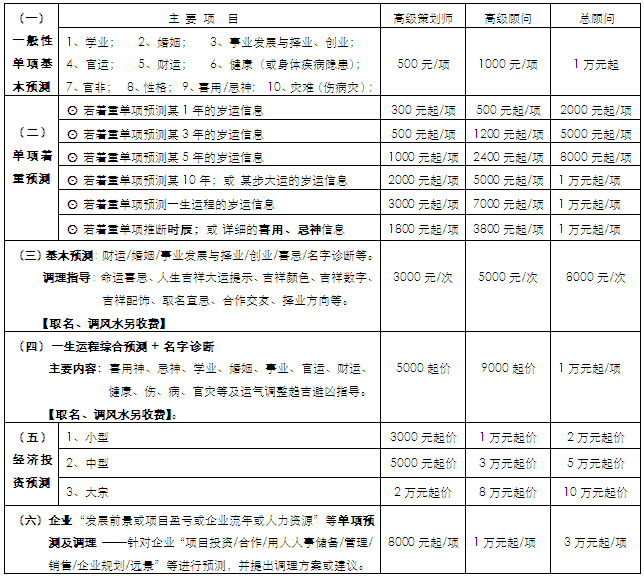 （一）
一般性
单项基
本预测
主 要 项 目
高级策划师
高级顾问
总顾问
1、学业； 2、婚姻； 3、事业发展与择业、创业；
4、官运； 5、财运； 6、健康（或身体疾病隐患）；
7、官非； 8、性格； 9、喜用/忌神； 10、灾难（伤病灾）；
500 元/项
1000 元/项
1 万元起
（二）
单项着
重预测
⊙ 若着重单项预测某 1 年的岁运信息
300 元起/项
500 元起/项
2000 元起/项
⊙ 若着重单项预测某 3 年的岁运信息
500 元起/项
1200 元起/项
5000 元起/项
⊙ 若着重单项预测某 5 年的岁运信息
1000 元起/项
2400 元起/项
8000 元起/项
⊙ 若着重单项预测某 10 年；或 某步大运的岁运信息
2000 元起/项
5000 元起/项
1 万元起/项
⊙ 若着重单项预测一生运程的岁运信息
3000 元起/项
7000 元起/项
1 万元起/项
⊙ 若着重单项推断时辰；或 详细的喜用、忌神信息
1800 元起/项
3800 元起/项
1 万元起/项
（三）基本预测：财运/婚姻/事业发展与择业/创业/喜忌/名字诊断等。
调理指导：命运喜忌、人生吉祥大运提示、吉祥颜色、吉祥数字、
吉祥配饰、取名宜忌、合作交友、择业方向等。
【取名、调风水另收费】
3000 元/次
5000 元/次
8000 元/次
（四）一生运程综合预测 + 名字诊断
主要内容：喜用神、忌神、学业、婚姻、事业、官运、财运、
健康、伤、病、官灾等及运气调整趋吉避凶指导。
【取名、调风水另收费】。
5000 起价
9000 元起价
1 万元起/项
（五）
经济投
资预测
1、小型
3000 元起价
1 万元起价
2 万元起价
2、中型
5000 元起价
3 万元起价
5 万元起价
3、大宗
2 万元起价
8 万元起价
10 万元起价
（六）企业“发展前景或项目盈亏或企业流年或人力资源”等单项预
测及调理 ——针对企业“项目投资/合作/用人人事储备/管理/
销售/企业规划/远景”等进行预测，并提出调理方案或建议。
8000 元起/项
1 万元/项
3 万元/项